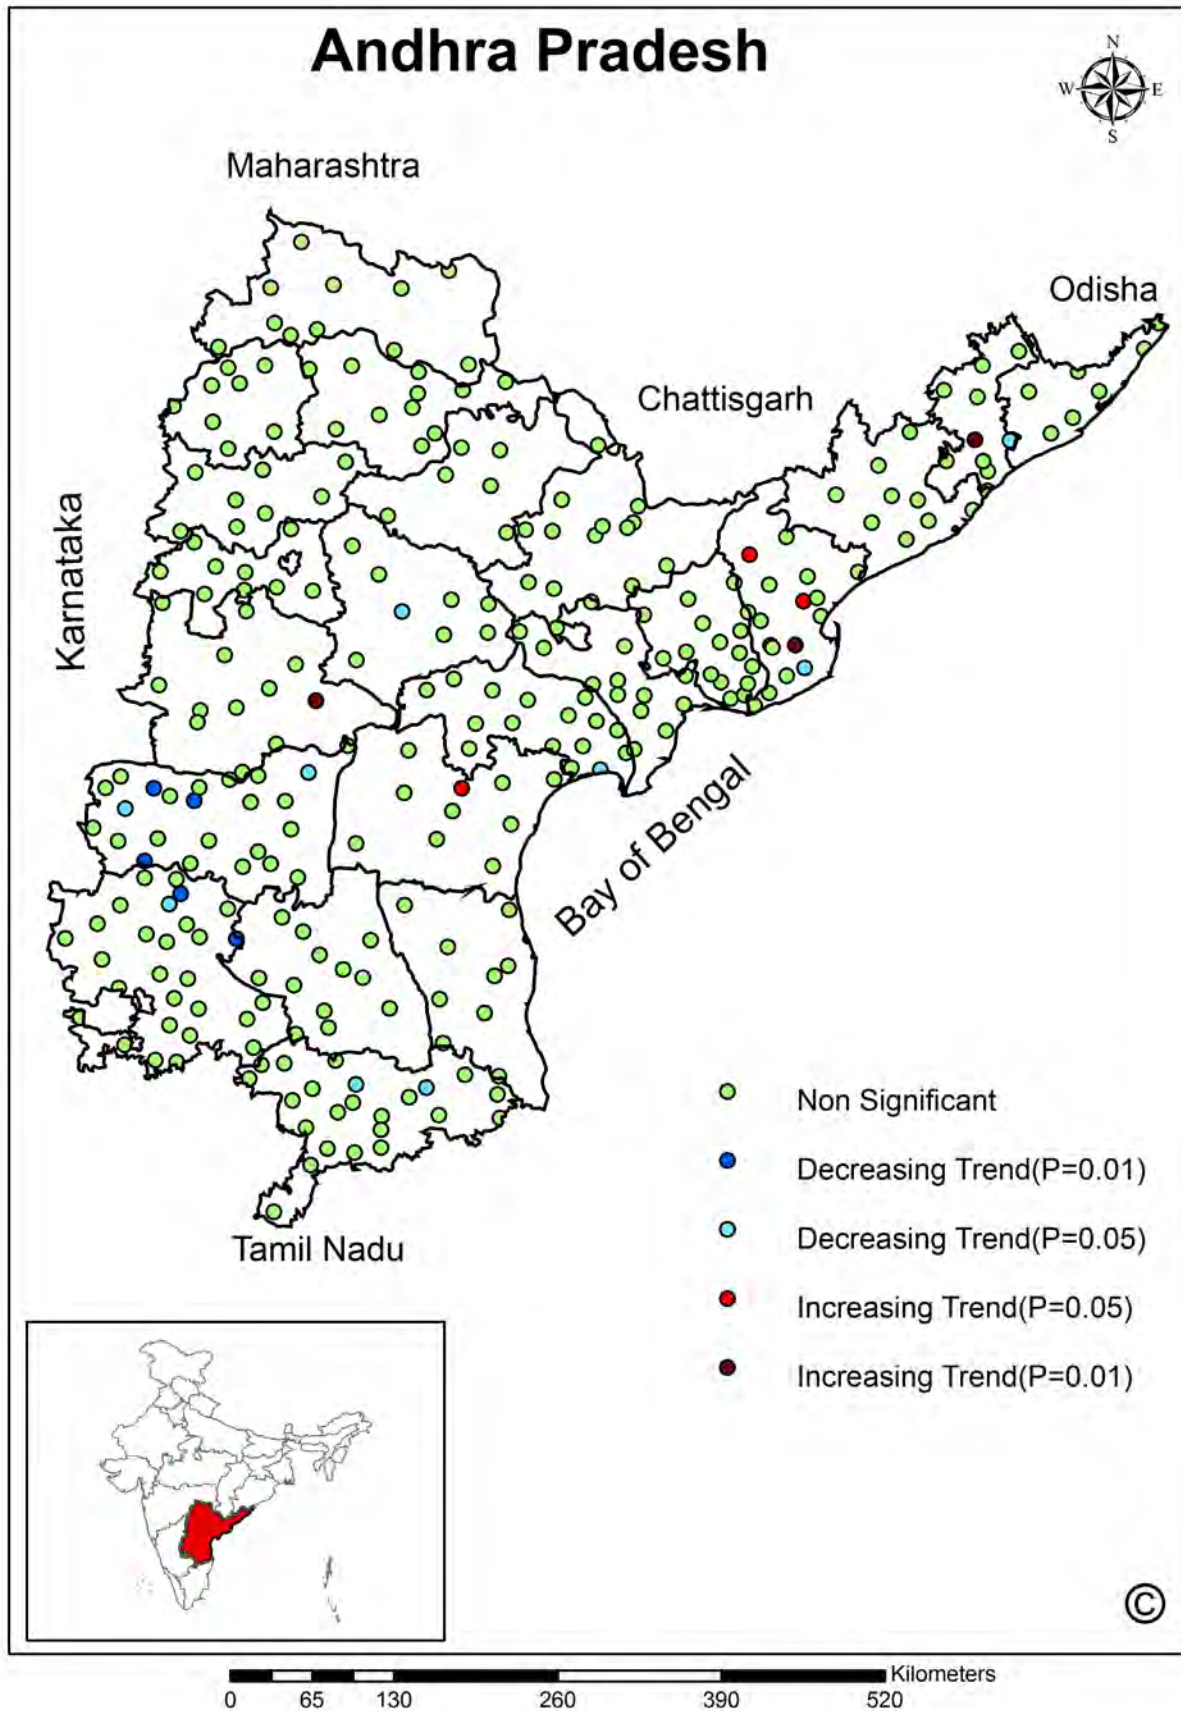 Andhra Pradesh
N
W E
S
Maharashtra
Odisha
Chattisgarh
Karnataka
Bay of Bengal
Non Significant
Decreasing Trend(P=0.01)
Decreasing Trend(P=0.05)
Increasing Trend(P=0.05)
Increasing Trend(P=0.01)
Tamil Nadu
©
Kilometers
0 65 130 260 390 520